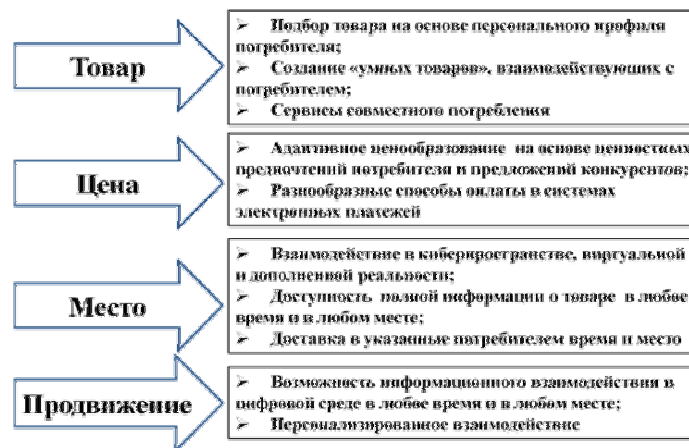 Товар
➢ Подбор товара на основе персонального профиля
потребителя;
➢ Создание «умных товаров», взаимодействующих с
потребителем;
➢ Сервисы совместного потребления
Цена
➢ Адаптивное ценообразование на основе ценностных
предпочтений потребителя и предложений конкурентов;
➢ Разнообразные способы оплаты в системах
электронных платежей
Место
➢ Взаимодействие в киберпространстве, виртуальной
и дополненной реальности;
➢ Доступность полной информации о товаре в любое
время и в любом месте;
➢ Доставка в указанные потребителем время и место
Продвижение
➢ Возможность информационного взаимодействия в
цифровой среде в любое время и в любом месте;
➢ Персонализированное взаимодействие